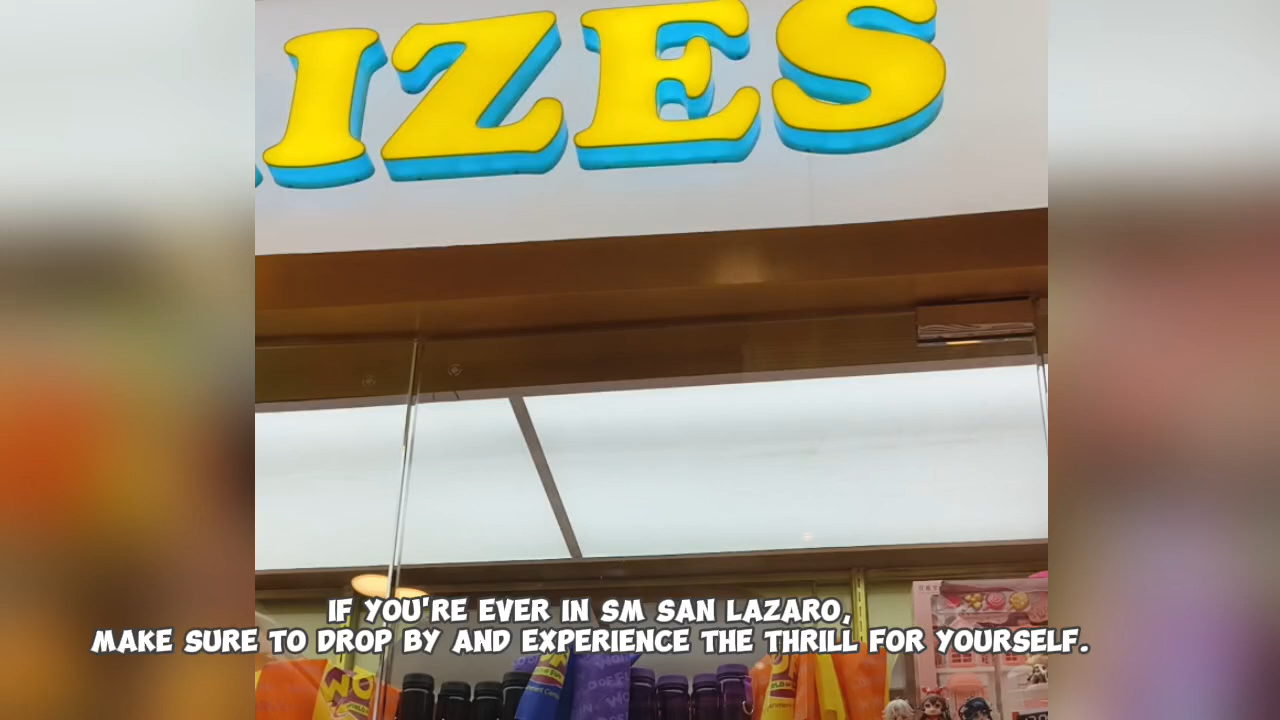 IZES
IF YOU'RE EVER IN SM SAN LAZARO,
MAKE SURE TO DROP BY AND EXPERIENCE THE THRILL FOR YOURSELF.
WO